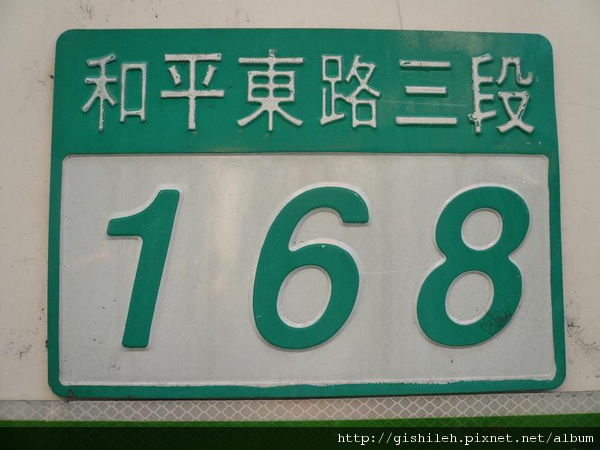 和平東路三段
168
http://gishileh.pixnet.net/album